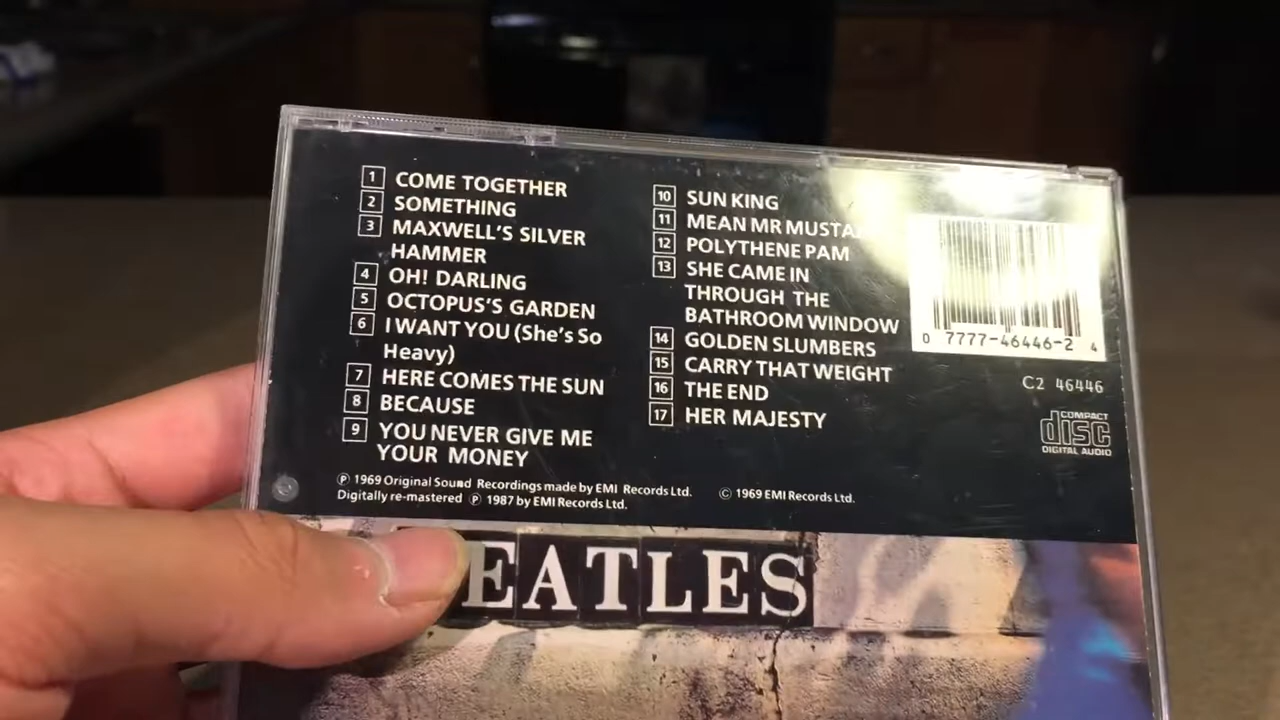 1 COME TOGETHER
2 SOMETHING
3 MAXWELL'S SILVER
HAMMER
4 OH! DARLING
5 OCTOPUS'S GARDEN
6 I WANT YOU (She's So
Heavy)
7 HERE COMES THE SUN
8 BECAUSE
9 YOU NEVER GIVE ME
YOUR MONEY
10 SUN KING
11 MEAN MR MUSTA
12 POLYTHENE PAM
13 SHE CAME IN
THROUGH THE
BATHROOM WINDOW
14 GOLDEN SLUMBERS
15 CARRY THAT WEIGHT
16 THE END
17 HER MAJESTY
0 7777-46446-2 4
C2 46446
COMPACT
disc
DIGITAL AUDIO
Ⓟ 1969 Original Sound Recordings made by EMI Records Ltd. © 1969 EMI Records Ltd.
Digitally re-mastered Ⓟ 1987 by EMI Records Ltd.
EATLES